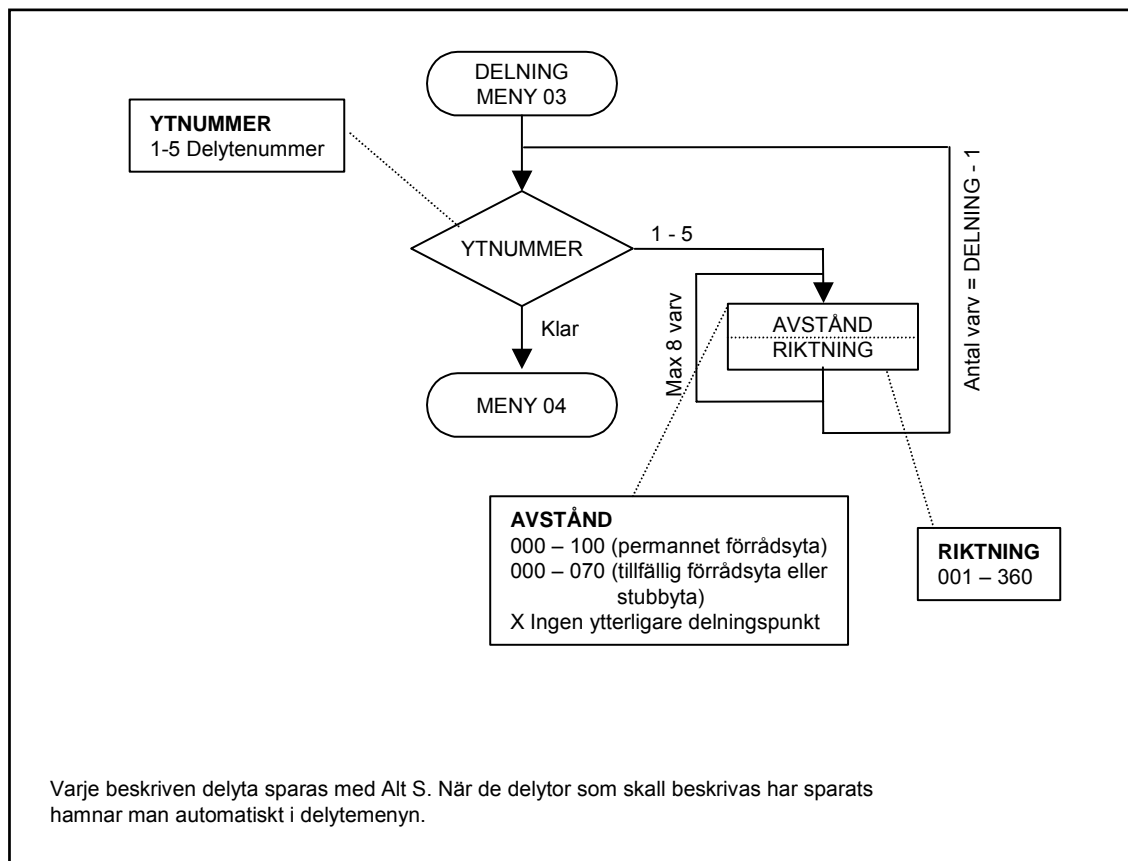 DELNING
MENY 03
YTNUMMER
1-5 Delytenummer
YTNUMMER
1 - 5
Klar
MENY 04
Max 8 varv
AVSTÅND
RIKTNING
Antal varv = DELNING - 1
AVSTÅND
000 – 100 (permannet förrådsyta)
000 – 070 (tillfällig förrådsyta eller
stubbyta)
X Ingen ytterligare delningspunkt
RIKTNING
001 – 360
Varje beskriven delyta sparas med Alt S. När de delytor som skall beskrivas har sparats
hamnar man automatiskt i delytemenyn.